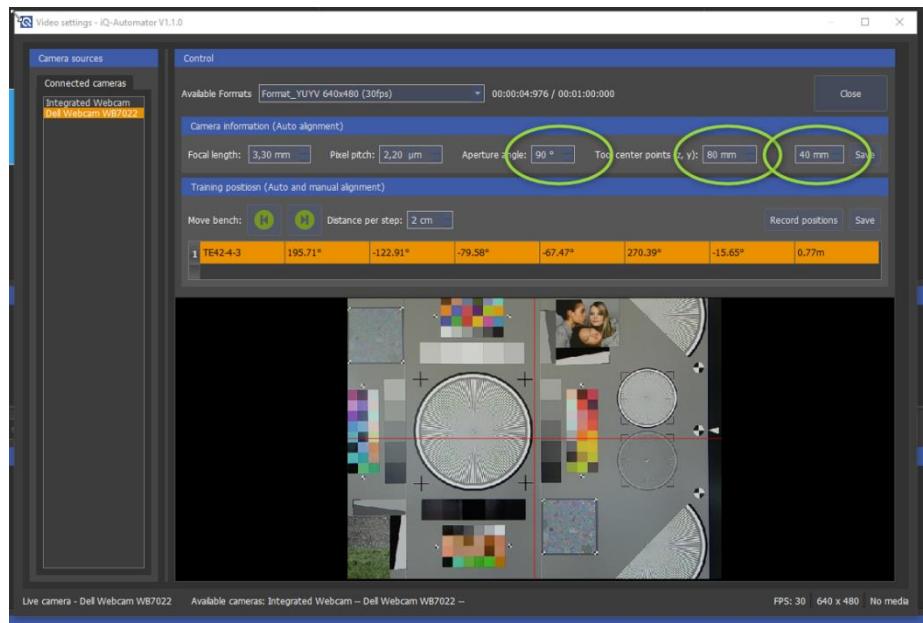 Video settings - iQ-Automator V1.1.0
Camera sources
Connected cameras
Integrated Webcam
Dell Webcam WB7022
Control
Available Formats Format_YUYV 640x480 (30fps) 00:00:04:976 / 00:01:00:000 Close
Camera information (Auto alignment)
Focal length: 3,30 mm Pixel pitch: 2,20 µm Aperture angle: 90 ° Tool center points (z, y): 80 mm 40 mm Save
Training positiosn (Auto and manual alignment)
Move bench: Distance per step: 2 cm Record positions Save
1 TE42-4-3 195.71° -122.91° -79.58° -67.47° 270.39° -15.65° 0.77m
Live camera - Dell Webcam WB7022 Available cameras: Integrated Webcam -- Dell Webcam WB7022 -- FPS: 30 640 x 480 No media